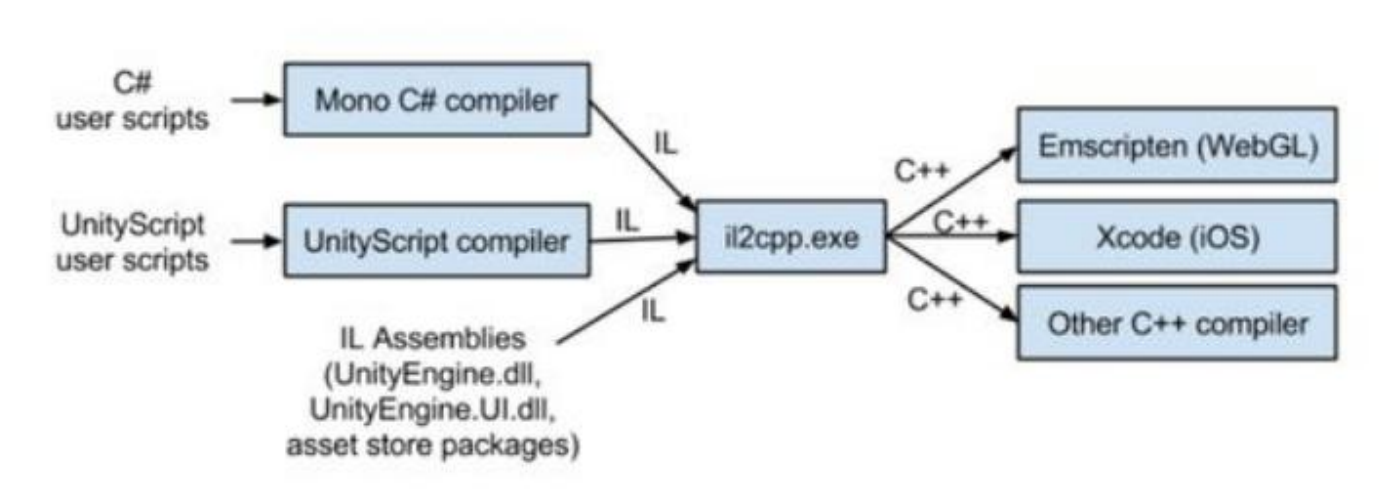 C#
user scripts
Mono C# compiler
IL
UnityScript
user scripts
UnityScript compiler
IL
IL Assemblies
(UnityEngine.dll,
UnityEngine.UI.dll,
asset store packages)
IL
il2cpp.exe
C++
Emscripten (WebGL)
C++
Xcode (iOS)
C++
Other C++ compiler